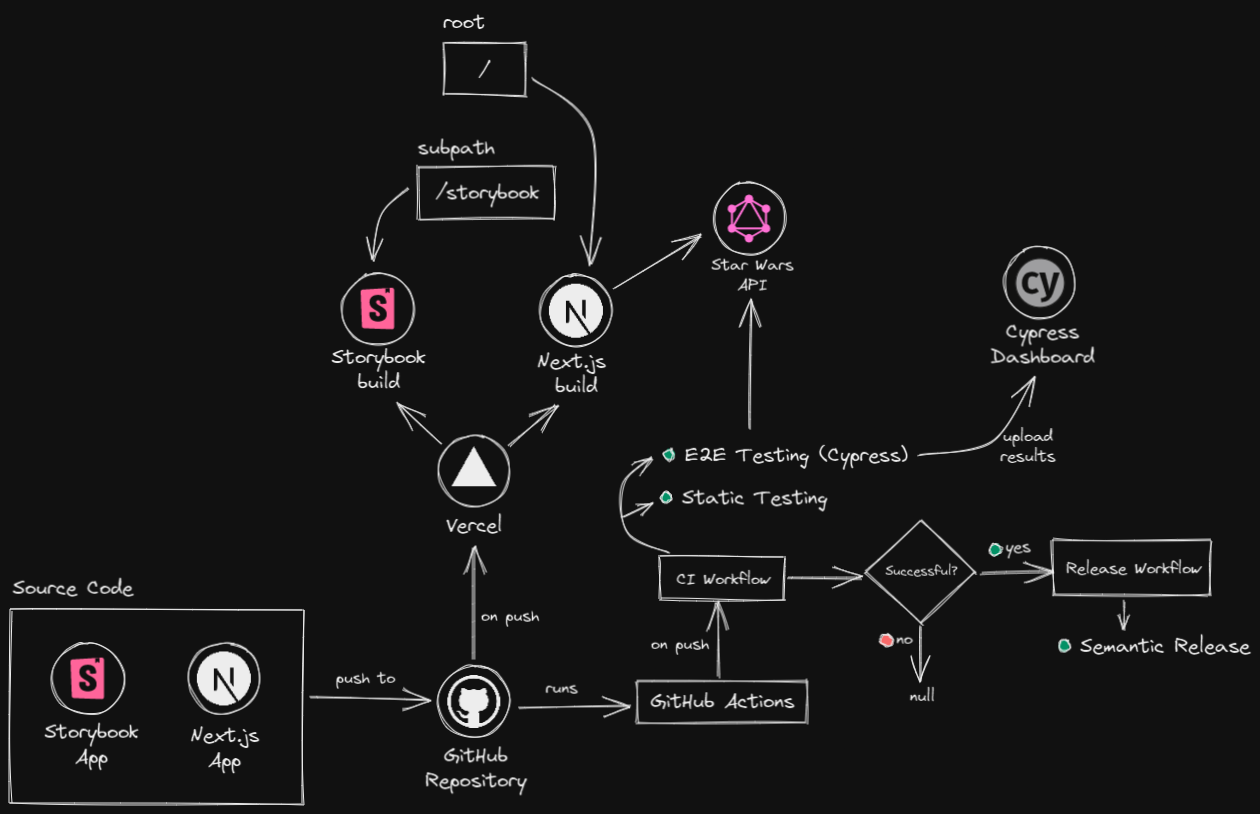 root
/
subpath
/storybook
Star Wars
API
cy
Cypress
Dashboard
S
N
Storybook
build
Next.js
build
upload
results
E2E Testing (Cypress)
Static Testing
Vercel
yes
Successful?
Release Workflow
CI Workflow
Source Code
on push
no
on push
Semantic Release
S
N
push to
runs
GitHub Actions
null
Storybook
App
Next.js
App
GitHub
Repository